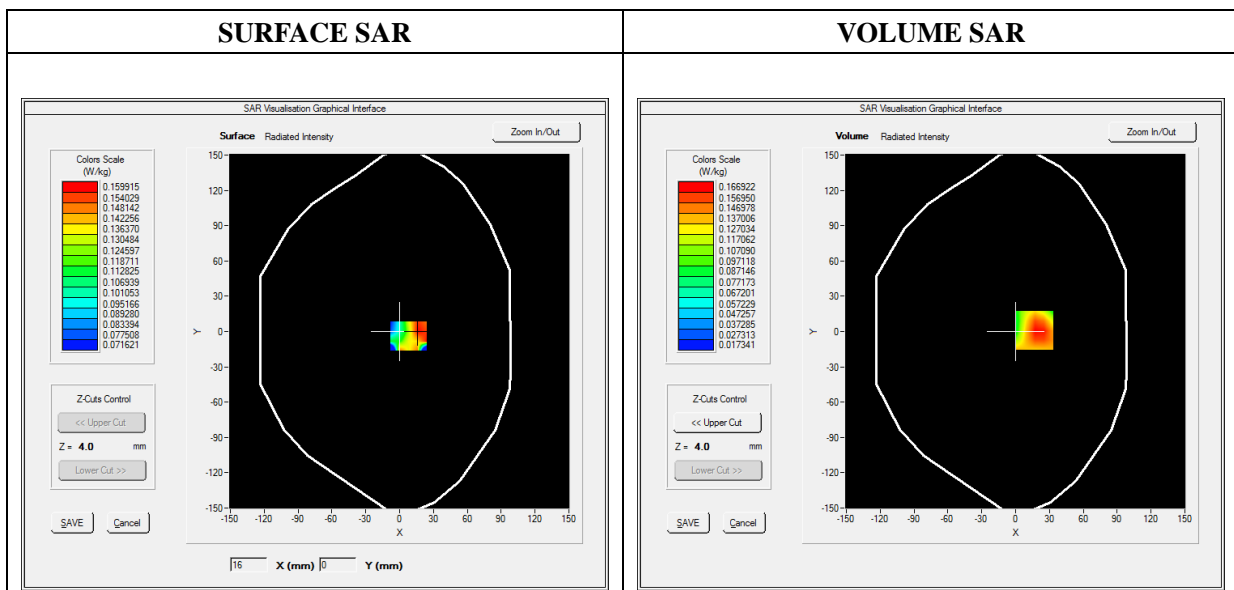 SURFACE SAR
VOLUME SAR
SAR Visualisation Graphical Interface
Surface Radiated Intensity
Zoom In/Out
Colors Scale
(W/kg)
0.159915
0.154029
0.148142
0.142256
0.136370
0.130484
0.124597
0.118711
0.112825
0.106939
0.101053
0.095166
0.089280
0.083394
0.077508
0.071621
150
120
90
60
30
0
-30
-60
-90
-120
-150
Y
-150 -120 -90 -60 -30 0 30 60 90 120 150
X
Z-Cuts Control
<< Upper Cut
Z = 4.0 mm
Lower Cut >>
SAVE Cancel
16 X (mm) 0 Y (mm)
SAR Visualisation Graphical Interface
Volume Radiated Intensity
Zoom In/Out
Colors Scale
(W/kg)
0.166922
0.156950
0.146978
0.137006
0.127034
0.117062
0.107090
0.097118
0.087146
0.077173
0.067201
0.057229
0.047257
0.037285
0.027313
0.017341
150
120
90
60
30
0
-30
-60
-90
-120
-150
Y
-150 -120 -90 -60 -30 0 30 60 90 120 150
X
Z-Cuts Control
<< Upper Cut
Z = 4.0 mm
Lower Cut >>
SAVE Cancel